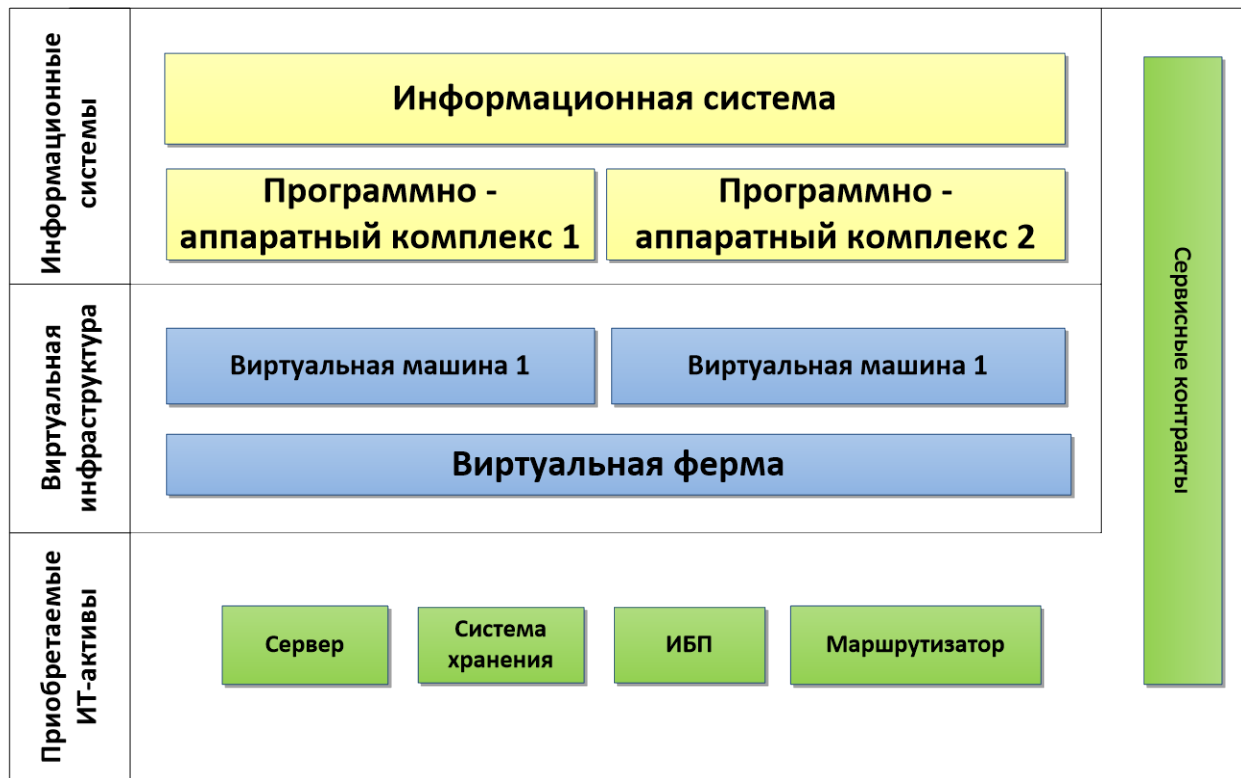 Информационные
системы
Информационная система
Программно -
аппаратный комплекс 1
Программно -
аппаратный комплекс 2
Виртуальная
инфраструктура
Виртуальная машина 1
Виртуальная машина 1
Виртуальная ферма
Приобретаемые
ИТ-активы
Сервер
Система
хранения
ИБП
Маршрутизатор
Сервисные контракты